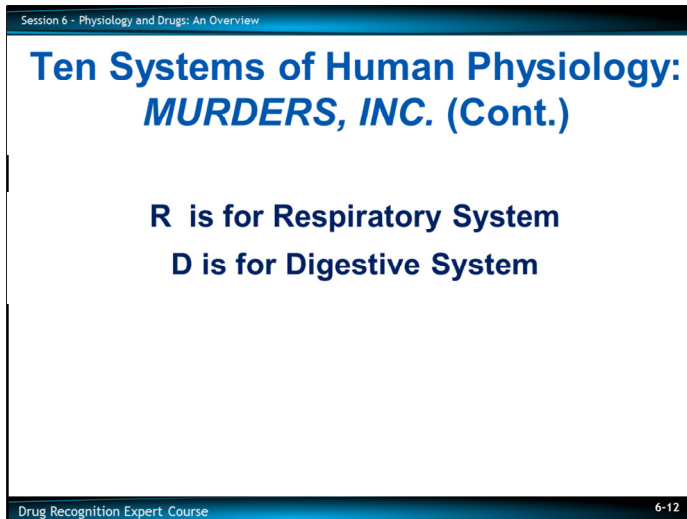 Session 6 - Physiology and Drugs: An Overview
Ten Systems of Human Physiology:
MURDERS, INC. (Cont.)
R is for Respiratory System
D is for Digestive System
Drug Recognition Expert Course
6-12